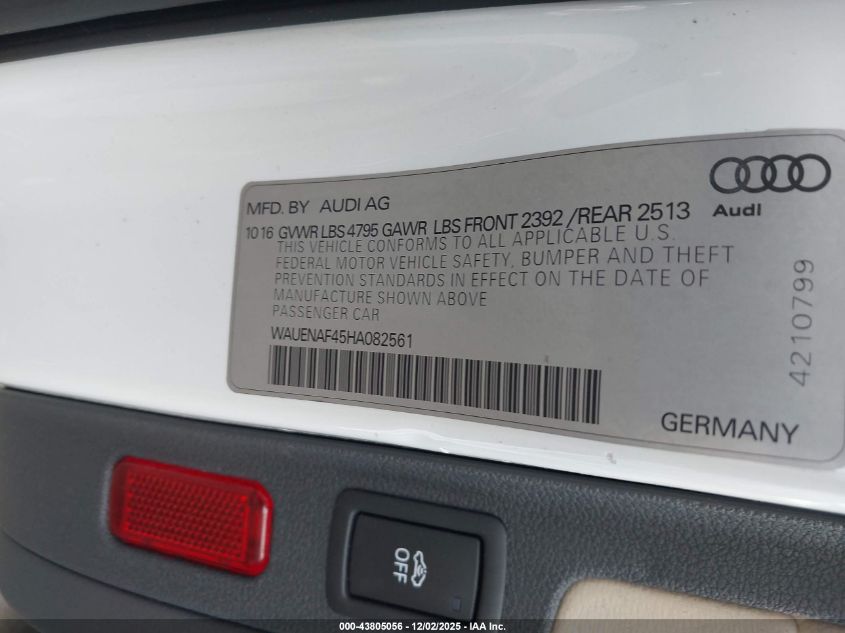 MFD. BY AUDI AG
10 16 GVWR LBS 4795 GAWR LBS FRONT 2392 /REAR 2513
THIS VEHICLE CONFORMS TO ALL APPLICABLE U.S.
FEDERAL MOTOR VEHICLE SAFETY, BUMPER AND THEFT
PREVENTION STANDARDS IN EFFECT ON THE DATE OF
MANUFACTURE SHOWN ABOVE
PASSENGER CAR
WAUENAF45HA082561
Audi
4210799
GERMANY
OFF
000-43805056 - 12/02/2025 - IAA Inc.